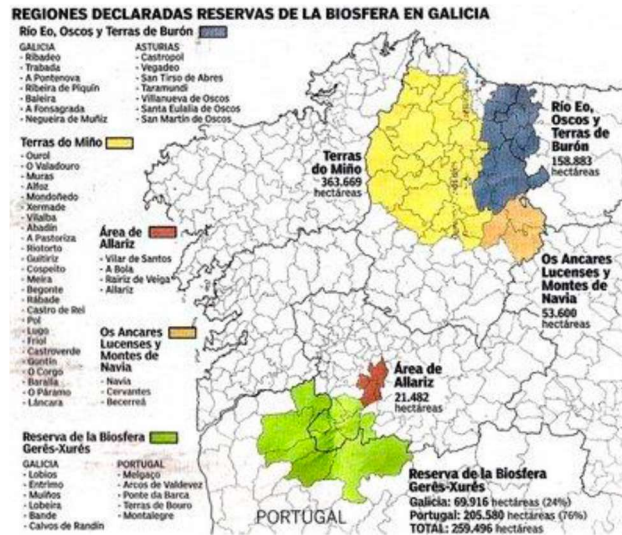 REGIONES DECLARADAS RESERVAS DE LA BIOSFERA EN GALICIA
Río Eo, Oscos y Terras de Burón
GALICIA
- Ribadeo
- Trabada
- A Pontenova
- Ribeira de Piquín
- Baleira
- A Fonsagrada
- Negueira de Muñiz
ASTURIAS
- Castropol
- Vegadeo
- San Tirso de Abres
- Taramundi
- Villanueva de Oscos
- Santa Eulalia de Oscos
- San Martín de Oscos
Terras do Miño
- Ourol
- O Valadouro
- Muras
- Alfoz
- Mondoñedo
- Xermade
- Vilalba
- Abadín
- A Pastoriza
- Riotorto
- Guitiriz
- Cospeito
- Meira
- Begonte
- Rábade
- Castro de Rei
- Pol
- Lugo
- Friol
- Castroverde
- Guntín
- O Corgo
- Baralla
- O Páramo
- Láncara
Área de
Allariz
- Vilar de Santos
- A Bola
- Rairiz de Veiga
- Allariz
Os Ancares
Lucenses y
Montes de
Navia
- Navia
- Cervantes
- Becerreá
Reserva de la Biosfera
Gerês-Xurés
GALICIA
- Lobios
- Entrimo
- Muíños
- Lobeira
- Bande
- Calvos de Randín
PORTUGAL
- Melgaço
- Arcos de Valdevez
- Ponte da Barca
- Terras de Bouro
- Montalegre
Terras
do Miño
363.669
hectáreas
Río Eo,
Oscos y
Terras de
Burón
158.883
hectáreas
Os Ancares
Lucenses y
Montes de
Navia
53.600
hectáreas
Área de
Allariz
21.482
hectáreas
Reserva de la Biosfera
Gerês-Xurés
Galicia: 69.916 hectáreas (24%)
Portugal: 205.580 hectáreas (76%)
TOTAL: 259.496 hectáreas
PORTUGAL